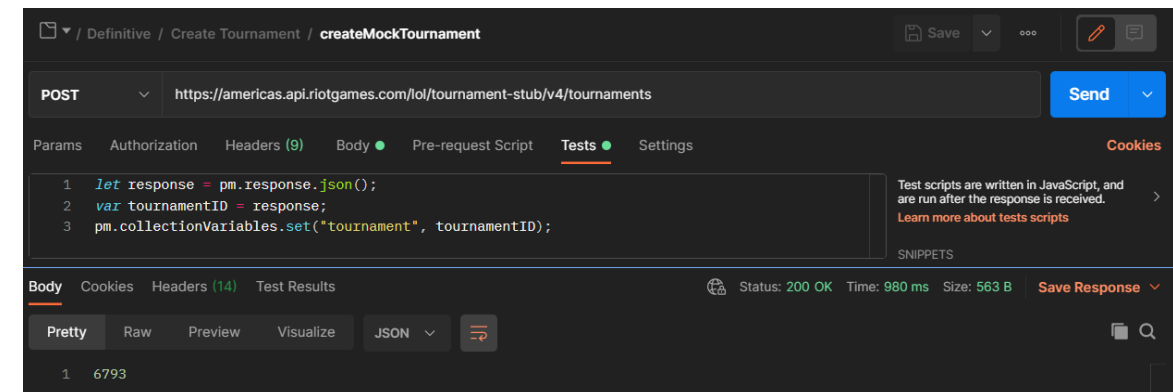 / Definitive / Create Tournament / createMockTournament Save
POST https://americas.api.riotgames.com/lol/tournament-stub/v4/tournaments Send
Params Authorization Headers (9) Body Pre-request Script Tests Settings Cookies
1 let response = pm.response.json();
2 var tournamentID = response;
3 pm.collectionVariables.set("tournament", tournamentID);
Test scripts are written in JavaScript, and
are run after the response is received.
Learn more about tests scripts
SNIPPETS
Body Cookies Headers (14) Test Results Status: 200 OK Time: 980 ms Size: 563 B Save Response
Pretty Raw Preview Visualize JSON
1 6793